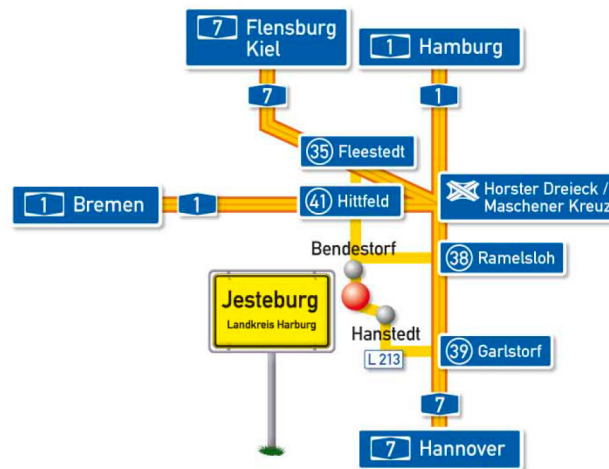 7 Flensburg
Kiel
1 Hamburg
7
1
35 Fleestedt
1 Bremen
1
41 Hittfeld
Horster Dreieck /
Maschener Kreuz
Bendestorf
38 Ramelsloh
Jesteburg
Landkreis Harburg
Hanstedt
L 213
39 Garlstorf
7
7 Hannover